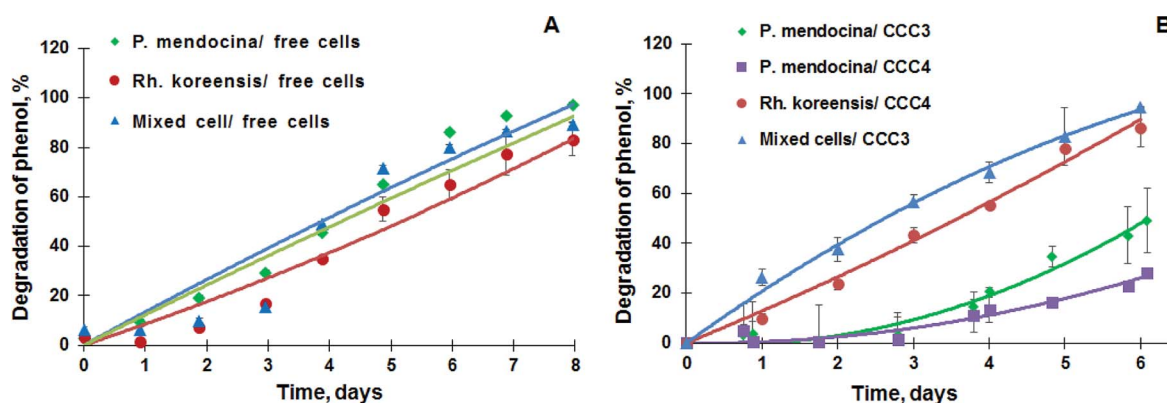 A
Degradation of phenol, %
120
100
80
60
40
20
0
P. mendocina/ free cells
Rh. koreensis/ free cells
Mixed cell/ free cells
0 1 2 3 4 5 6 7 8
Time, days
B
Degradation of phenol, %
120
100
80
60
40
20
0
P. mendocina/ CCC3
P. mendocina/ CCC4
Rh. koreensis/ CCC4
Mixed cells/ CCC3
0 1 2 3 4 5 6
Time, days